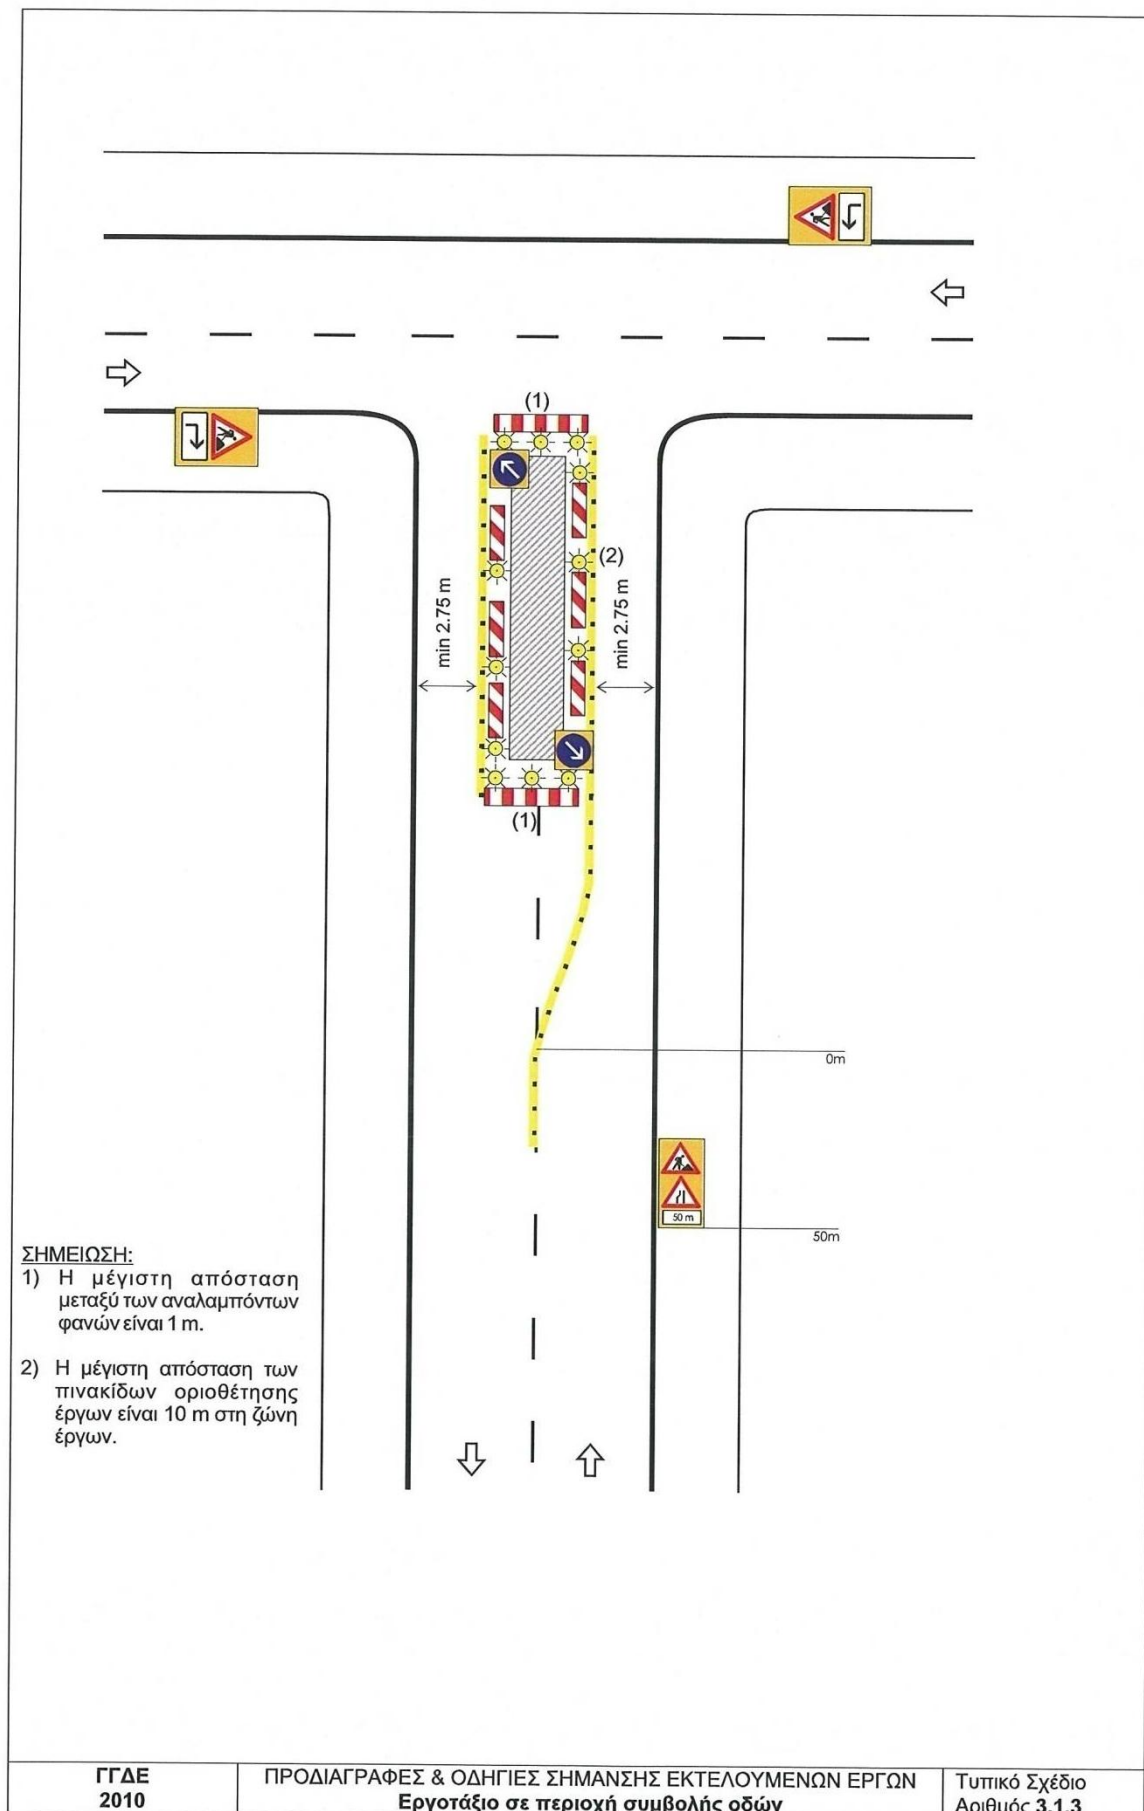 (1)
(2)
min 2.75 m
min 2.75 m
(1)
0m
50 m
50m
ΣΗΜΕΙΩΣΗ:
1) Η μέγιστη απόσταση
μεταξύ των αναλαμπόντων
φανών είναι 1 m.
2) Η μέγιστη απόσταση των
πινακίδων οριοθέτησης
έργων είναι 10 m στη ζώνη
έργων.
ΓΓΔΕ
2010
ΠΡΟΔΙΑΓΡΑΦΕΣ & ΟΔΗΓΙΕΣ ΣΗΜΑΝΣΗΣ ΕΚΤΕΛΟΥΜΕΝΩΝ ΕΡΓΩΝ
Εργοτάξιο σε περιοχή συμβολής οδών
Τυπικό Σχέδιο
Αριθμός 3.1.3